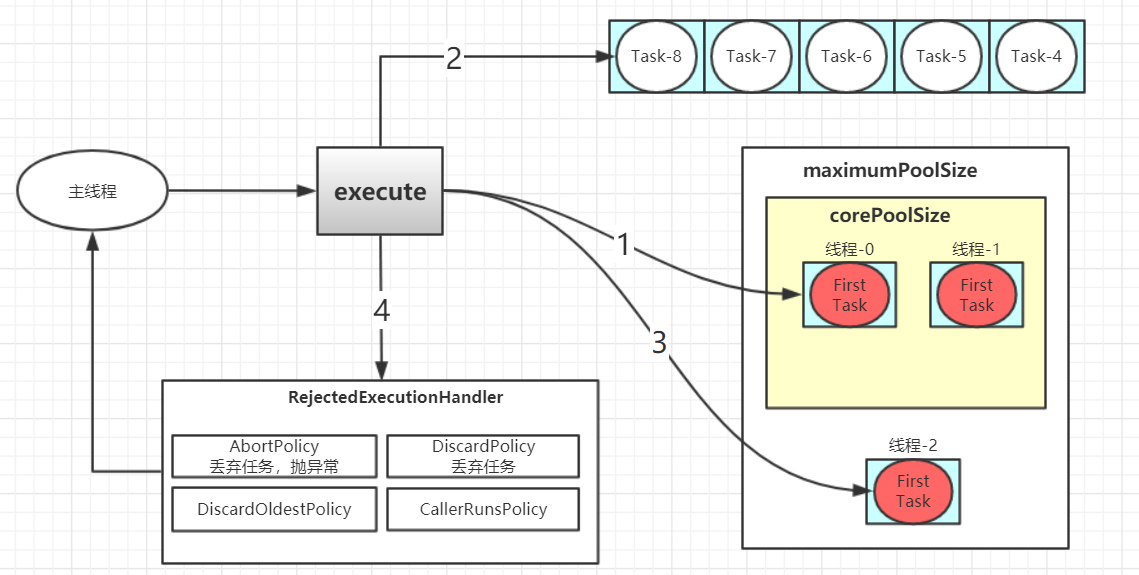 2
Task-8
Task-7
Task-6
Task-5
Task-4
主线程
execute
1
3
4
maximumPoolSize
corePoolSize
线程-0
线程-1
First
Task
First
Task
线程-2
First
Task
RejectedExecutionHandler
AbortPolicy
丢弃任务，抛异常
DiscardPolicy
丢弃任务
DiscardOldestPolicy
CallerRunsPolicy